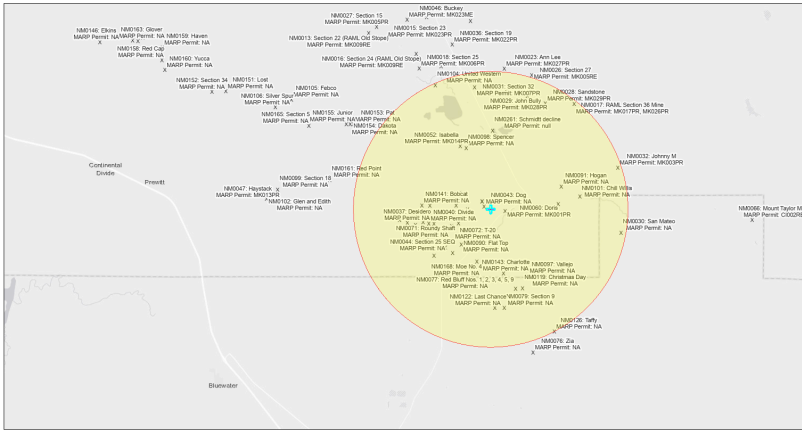 NM0046: Buckey
MARP Permit: MK023ME
NM0027: Section 15
MARP Permit: MK005PR
NM0015: Section 23
MARP Permit: MK023PR
NM0036: Section 19
MARP Permit: MK022PR
NM0146: Elkins
MARP Permit: NA
NM0163: Glover
MARP Permit: NA
NM0159: Haven
MARP Permit: NA
NM0158: Red Cap
MARP Permit: NA
NM0160: Yucca
MARP Permit: NA
NM0013: Section 22 (RAML Old Stope)
MARP Permit: MK009RE
NM0016: Section 24 (RAML Old Stope)
MARP Permit: MK009RE
NM0018: Section 25
MARP Permit: MK006PR
NM0023: Ann Lee
MARP Permit: MK027PR
NM0026: Section 27
MARP Permit: MK005RE
NM0104: United Western
MARP Permit: NA
NM0152: Section 34
MARP Permit: NA
NM0151: Lost
MARP Permit: NA
NM0105: Febco
MARP Permit: NA
NM0106: Silver Spur
MARP Permit: NA
NM0031: Section 32
MARP Permit: MK007PR
NM0029: John Bully
MARP Permit: MK028PR
NM0028: Sandstone
MARP Permit: MK029PR
NM0017: RAML Section 36 Mine
MARP Permit: MK017PR, MK026PR
NM0165: Section 5
MARP Permit: NA
NM0155: Junior
MARP Permit: NA
NM0153: Pat
MARP Permit: NA
NM0154: Dakota
MARP Permit: NA
NM0261: Schmidt decline
MARP Permit: null
NM0052: Isabella
MARP Permit: MK014PR
NM0098: Spencer
MARP Permit: NA
NM0032: Johnny M
MARP Permit: MK003PR
Continental
Divide
Prewitt
NM0161: Red Point
MARP Permit: NA
NM0099: Section 18
MARP Permit: NA
NM0047: Haystack
MARP Permit: MK013PR
NM0102: Glen and Edith
MARP Permit: NA
NM0091: Hogan
MARP Permit: NA
NM0101: Chill Wills
MARP Permit: NA
NM0141: Bobcat
MARP Permit: NA
NM0043: Dog
MARP Permit: NA
NM0060: Doris
MARP Permit: MK001PR
NM0066: Mount Taylor M
MARP Permit: CI002RE
NM0037: Desidero
MARP Permit: NA
NM0040: Divide
MARP Permit: NA
NM0030: San Mateo
MARP Permit: NA
NM0071: Roundy Shaft
MARP Permit: NA
NM0072: T-20
MARP Permit: NA
NM0044: Section 25 SEQ
MARP Permit: NA
NM0090: Flat Top
MARP Permit: NA
NM0168: Moe No. 4
MARP Permit: NA
NM0143: Charlotte
MARP Permit: NA
NM0097: Vallejo
MARP Permit: NA
NM0077: Red Bluff Nos. 1, 2, 3, 4, 5, 9
MARP Permit: NA
NM0119: Christmas Day
MARP Permit: NA
NM0122: Last Chance
MARP Permit: NA
NM0079: Section 9
MARP Permit: NA
NM0126: Taffy
MARP Permit: NA
NM0076: Zia
MARP Permit: NA
Bluewater